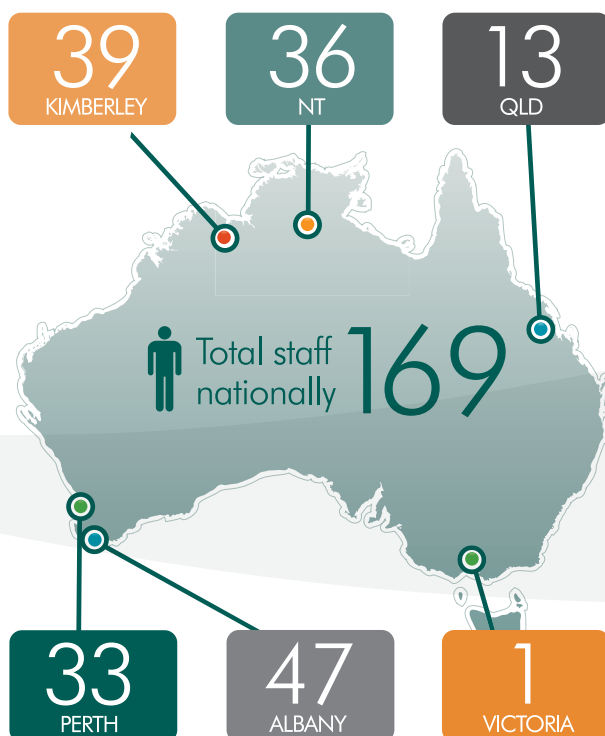 39
KIMBERLEY
36
NT
13
QLD
Total staff
nationally
169
33
PERTH
47
ALBANY
1
VICTORIA